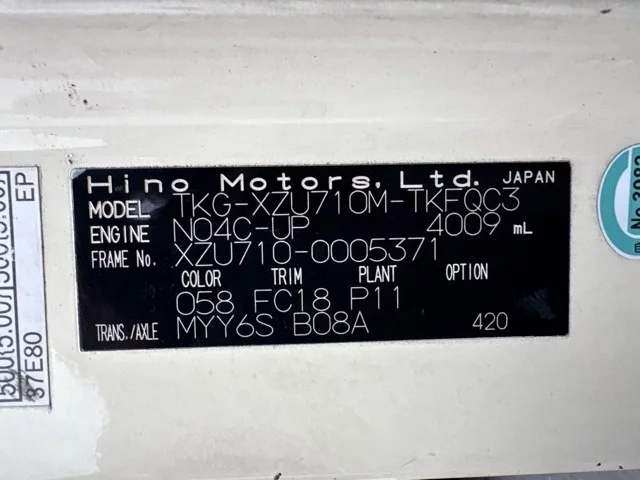 Hino Motors, Ltd. JAPAN
MODEL TKG-XZU710M-TKFQC3
ENGINE N04C-UP 4009 mL
FRAME No. XZU710-0005371
COLOR TRIM PLANT OPTION
058 FC18 P11
TRANS./AXLE MYY6S B08A 420
EP
37E80